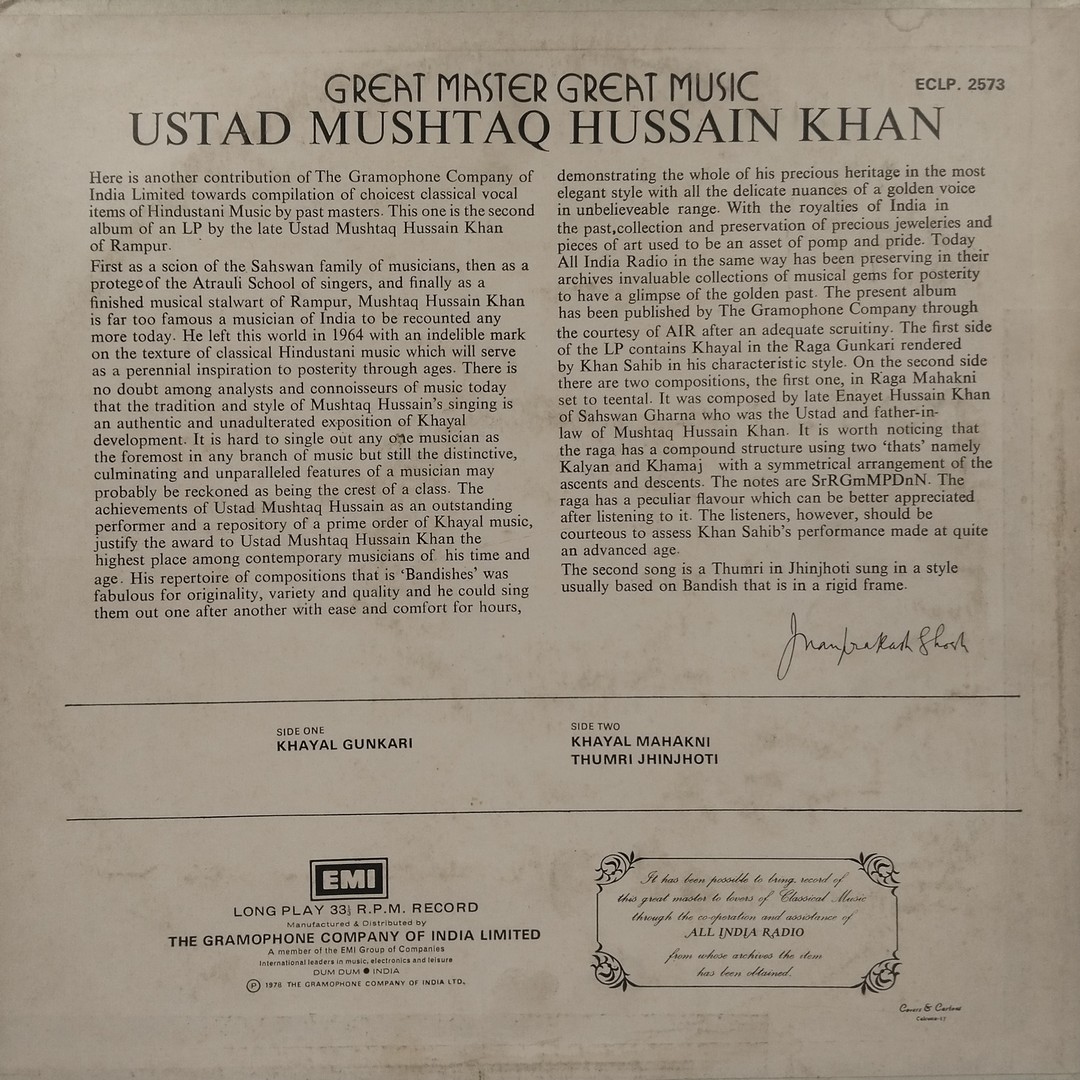 GREAT MASTER GREAT MUSIC
ECLP. 2573
USTAD MUSHTAQ HUSSAIN KHAN
Here is another contribution of The Gramophone Company of
India Limited towards compilation of choicest classical vocal
items of Hindustani Music by past masters. This one is the second
album of an LP by the late Ustad Mushtaq Hussain Khan
of Rampur.
First as a scion of the Sahswan family of musicians, then as a
protege of the Atrauli School of singers, and finally as a
finished musical stalwart of Rampur, Mushtaq Hussain Khan
is far too famous a musician of India to be recounted any
more today. He left this world in 1964 with an indelible mark
on the texture of classical Hindustani music which will serve
as a perennial inspiration to posterity through ages. There is
no doubt among analysts and connoisseurs of music today
that the tradition and style of Mushtaq Hussain's singing is
an authentic and unadulterated exposition of Khayal
development. It is hard to single out any one musician as
the foremost in any branch of music but still the distinctive,
culminating and unparalleled features of a musician may
probably be reckoned as being the crest of a class. The
achievements of Ustad Mushtaq Hussain as an outstanding
performer and a repository of a prime order of Khayal music,
justify the award to Ustad Mushtaq Hussain Khan the
highest place among contemporary musicians of his time and
age. His repertoire of compositions that is 'Bandishes' was
fabulous for originality, variety and quality and he could sing
them out one after another with ease and comfort for hours,
demonstrating the whole of his precious heritage in the most
elegant style with all the delicate nuances of a golden voice
in unbelieveable range. With the royalties of India in
the past,collection and preservation of precious jeweleries and
pieces of art used to be an asset of pomp and pride. Today
All India Radio in the same way has been preserving in their
archives invaluable collections of musical gems for posterity
to have a glimpse of the golden past. The present album
has been published by The Gramophone Company through
the courtesy of AIR after an adequate scruitiny. The first side
of the LP contains Khayal in the Raga Gunkari rendered
by Khan Sahib in his characteristic style. On the second side
there are two compositions, the first one, in Raga Mahakni
set to teental. It was composed by late Enayet Hussain Khan
of Sahswan Gharna who was the Ustad and father-in-
law of Mushtaq Hussain Khan. It is worth noticing that
the raga has a compound structure using two 'thats' namely
Kalyan and Khamaj with a symmetrical arrangement of the
ascents and descents. The notes are SrRGmMPDnN. The
raga has a peculiar flavour which can be better appreciated
after listening to it. The listeners, however, should be
courteous to assess Khan Sahib's performance made at quite
an advanced age.
The second song is a Thumri in Jhinjhoti sung in a style
usually based on Bandish that is in a rigid frame.
Jnanprakash Ghosh
SIDE ONE
KHAYAL GUNKARI
SIDE TWO
KHAYAL MAHAKNI
THUMRI JHINJHOTI
EMI
LONG PLAY 33⅓ R.P.M. RECORD
Manufactured & Distributed by
THE GRAMOPHONE COMPANY OF INDIA LIMITED
A member of the EMI Group of Companies
International leaders in music, electronics and leisure
DUM DUM ● INDIA
Ⓟ 1978 THE GRAMOPHONE COMPANY OF INDIA LTD.
It has been possible to bring, record of
this great master to lovers of Classical Music
through the co-operation and assistance of
ALL INDIA RADIO
from whose archives the item
has been obtained.
Covers &